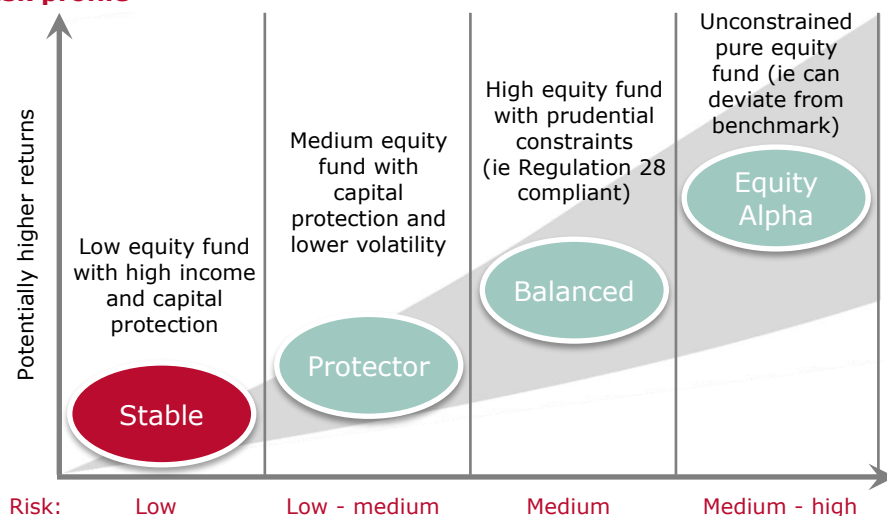 profile
Potentially higher returns
Low equity fund
with high income
and capital
protection
Stable
Medium equity
fund with
capital
protection and
lower volatility
Protector
High equity fund
with prudential
constraints
(ie Regulation 28
compliant)
Balanced
Unconstrained
pure equity
fund (ie can
deviate from
benchmark)
Equity
Alpha
Risk: Low Low - medium Medium Medium - high